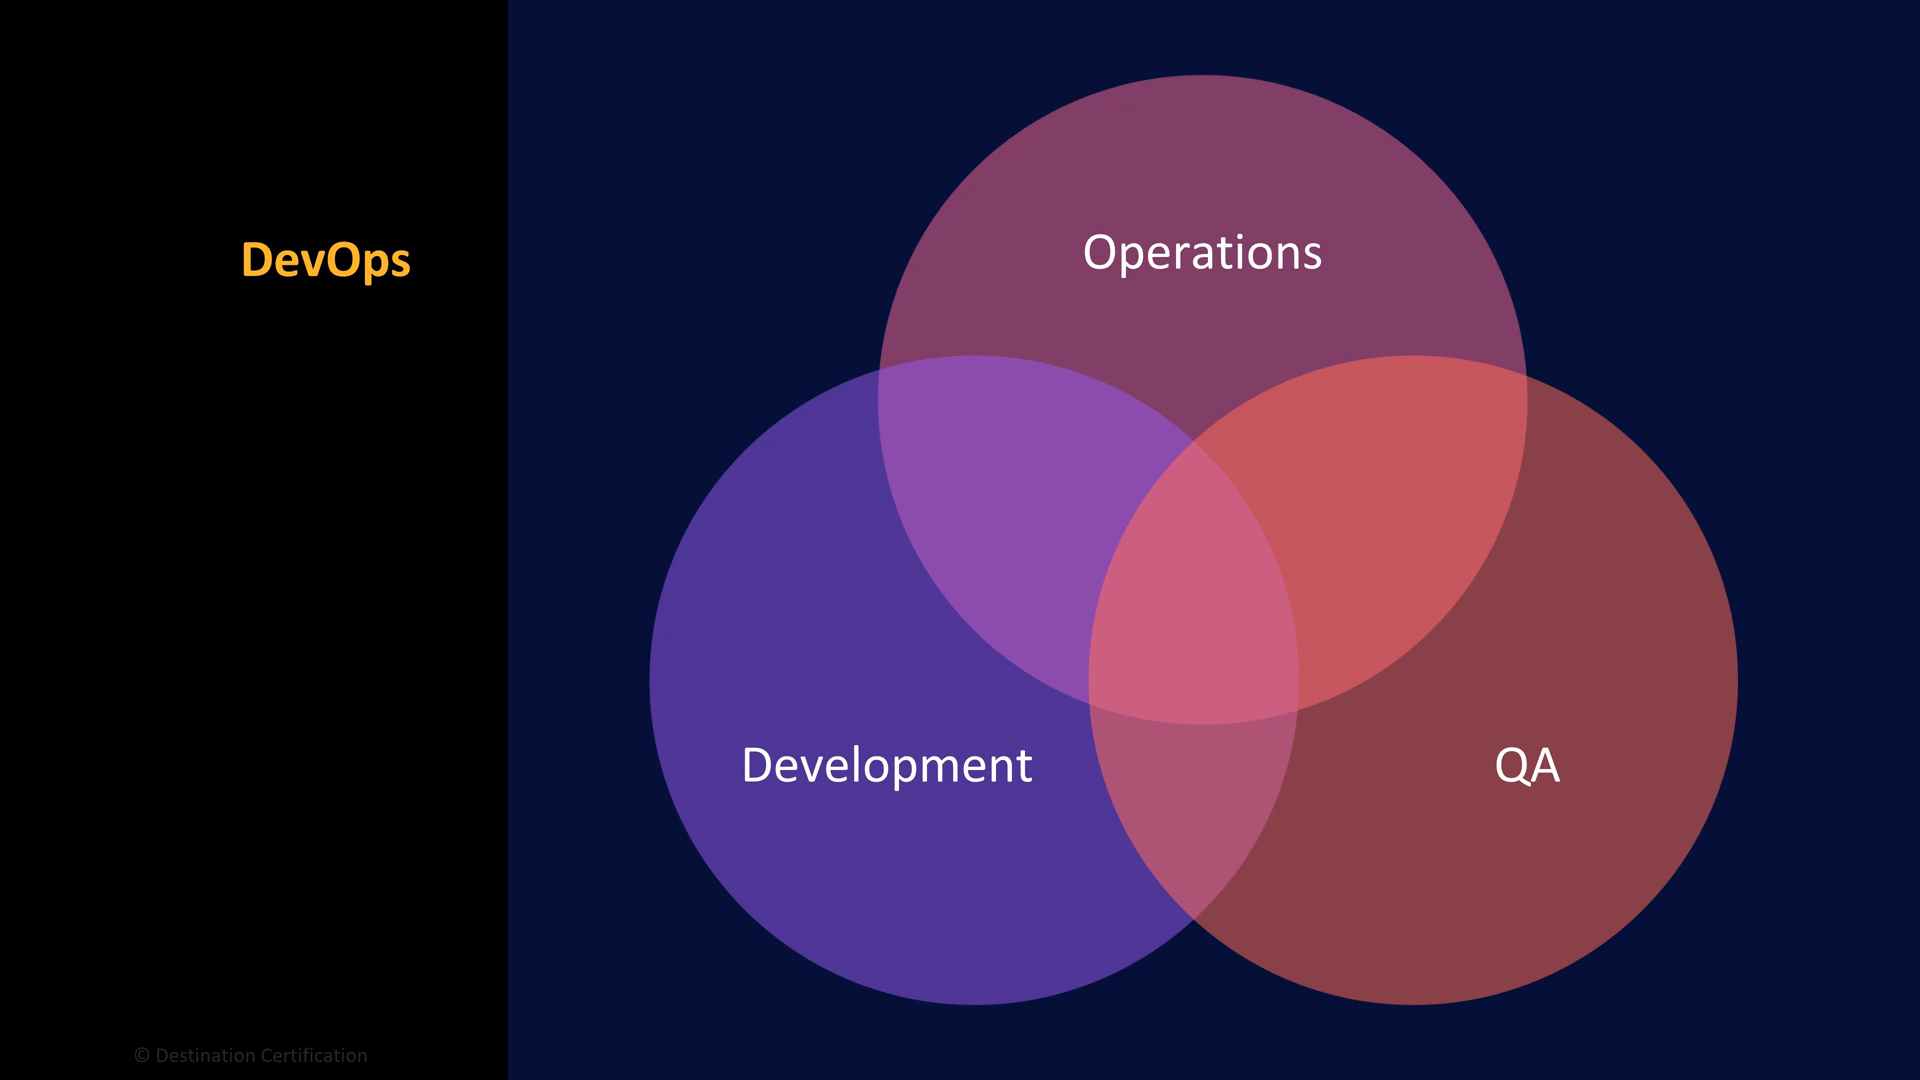 DevOps
Operations
Development
QA
© Destination Certification